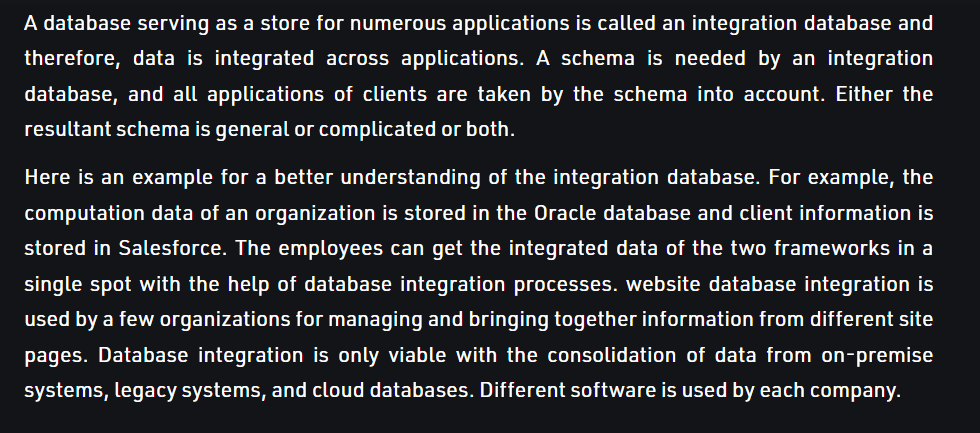 A database serving as a store for numerous applications is called an integration database and
therefore, data is integrated across applications. A schema is needed by an integration
database, and all applications of clients are taken by the schema into account. Either the
resultant schema is general or complicated or both.
Here is an example for a better understanding of the integration database. For example, the
computation data of an organization is stored in the Oracle database and client information is
stored in Salesforce. The employees can get the integrated data of the two frameworks in a
single spot with the help of database integration processes. website database integration is
used by a few organizations for managing and bringing together information from different site
pages. Database integration is only viable with the consolidation of data from on-premise
systems, legacy systems, and cloud databases. Different software is used by each company.